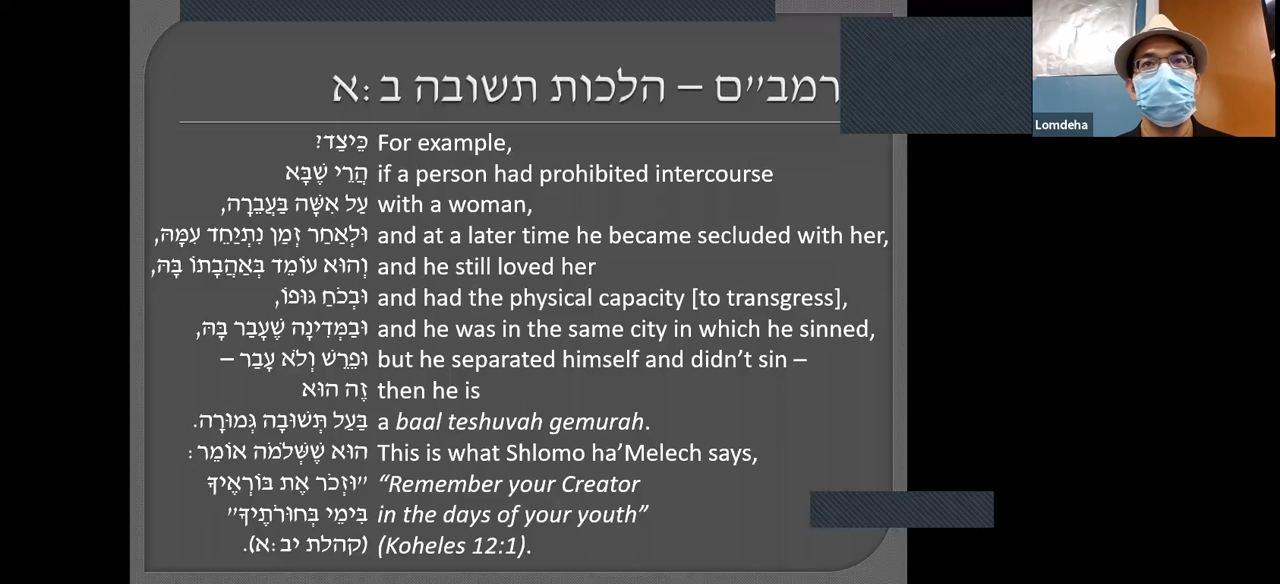 רמב״ם – הלכות תשובה ב:א
כֵּיצַד? For example,
הֲרֵי שֶׁבָּא if a person had prohibited intercourse
עַל אִשָּׁה בַּעֲבֵרָה, with a woman,
וּלְאַחַר זְמַן נִתְיַחֵד עִמָּהּ, and at a later time he became secluded with her,
וְהוּא עוֹמֵד בְּאַהֲבָתוֹ בָּהּ, and he still loved her
וּבְכֹחַ גּוּפוֹ, and had the physical capacity [to transgress],
וּבַמְּדִינָה שֶׁעָבַר בָּהּ, and he was in the same city in which he sinned,
וּפֵרֵשׁ וְלֹא עָבַר – but he separated himself and didn’t sin –
זֶה הוּא then he is
בַּעַל תְּשׁוּבָה גְּמוּרָה. a baal teshuvah gemurah.
הוּא שֶׁשְּׁלֹמֹה אוֹמֵר: This is what Shlomo ha’Melech says,
״וּזְכֹר אֶת בּוֹרְאֶיךָ “Remember your Creator
בִּימֵי בְּחוּרֹתֶיךָ״ in the days of your youth”
(קהלת יב:א). (Koheles 12:1).
Lomdeha